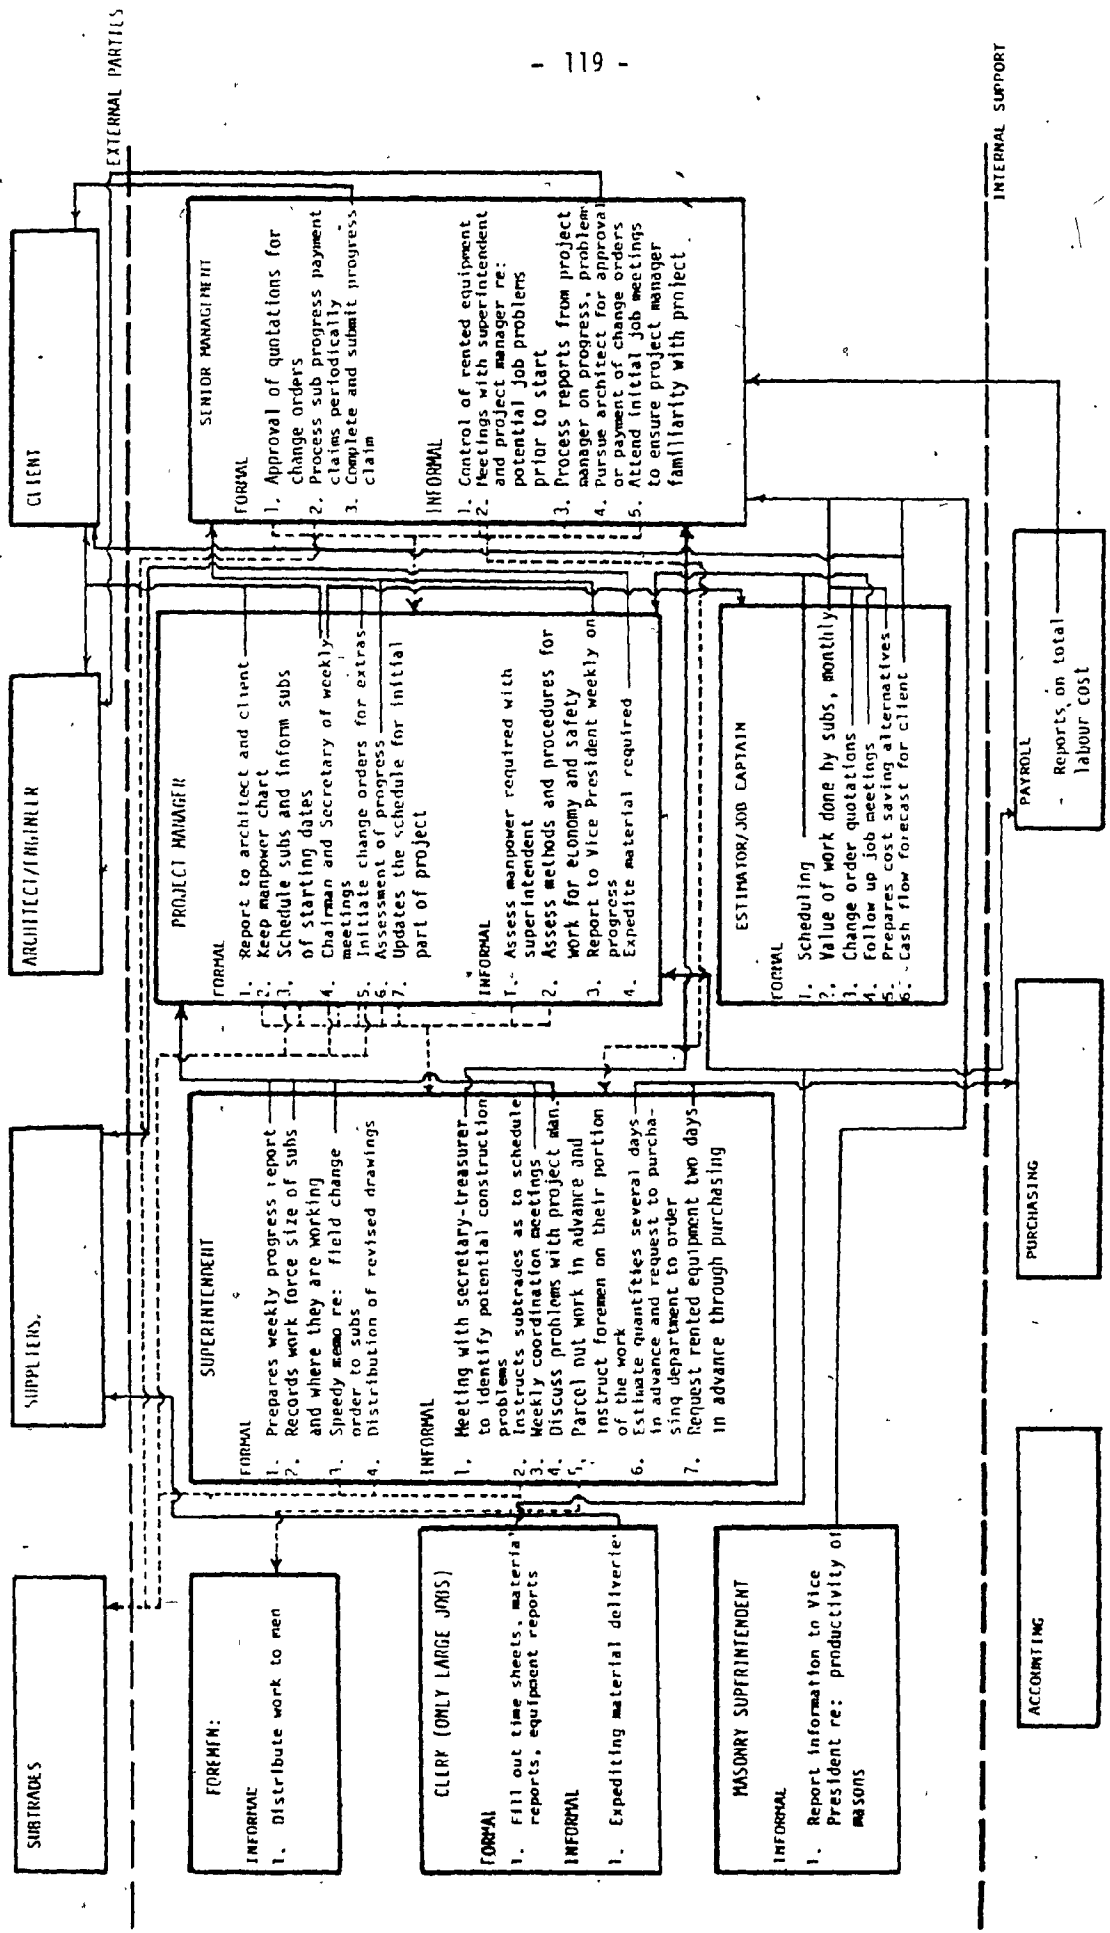 - 119 -
EXTERNAL PARTIES
SUBTRADES
SUPPLIERS.
ARCHITECT/ENGINEER
CLIENT
FOREMEN:
INFORMAL
1. Distribute work to men
CLERK (ONLY LARGE JOBS)
FORMAL
1. Fill out time sheets, material
reports, equipment reports
INFORMAL
1. Expediting material deliverie
MASONRY SUPERINTENDENT
INFORMAL
1. Report information to Vice
President re: productivity of
masons
SUPERINTENDENT
FORMAL
1. Prepares weekly progress report
2. Records work force size of subs
and where they are working
3. Speedy memo re: field change
order to subs
4. Distribution of revised drawings
INFORMAL
1. Meeting with secretary-treasurer
to identify potential construction
problems
2. Instructs subtrades as to schedule
3. Weekly coordination meetings
4. Discuss problems with project man.
5. Parcel out work in advance and
instruct foremen on their portion
of the work
6. Estimate quantities several days
in advance and request to purcha-
sing department to order
7. Request rented equipment two days
in advance through purchasing
PROJECT MANAGER
FORMAL
1. Report to architect and client
2. Keep manpower chart
3. Schedule subs and inform subs
of starting dates
4. Chairman and Secretary of weekly
meetings
5. Initiate change orders for extras
6. Assessment of progress
7. Updates the schedule for initial
part of project
INFORMAL
1. Assess manpower required with
superintendent
2. Assess methods and procedures for
work for economy and safety
3. Report to Vice President weekly on
progress
4. Expedite material required
ESTIMATOR/JOB CAPTAIN
FORMAL
1. Scheduling
2. Value of work done by subs, monthly
3. Change order quotations
4. Follow up job meetings
5. Prepares cost saving alternatives
6. Cash flow forecast for client
SENIOR MANAGEMENT
FORMAL
1. Approval of quotations for
change orders
2. Process sub progress payment
claims periodically
3. Complete and submit progress
claim
INFORMAL
1. Control of rented equipment
2. Meetings with superintendent
and project manager re:
potential job problems
prior to start
3. Process reports from project
manager on progress, problem
4. Pursue architect for approval
or payment of change orders
5. Attend initial job meetings
to ensure project manager
familiarity with project
INTERNAL SUPPORT
ACCOUNTING
PURCHASING
PAYROLL
- Reports on total
labour cost